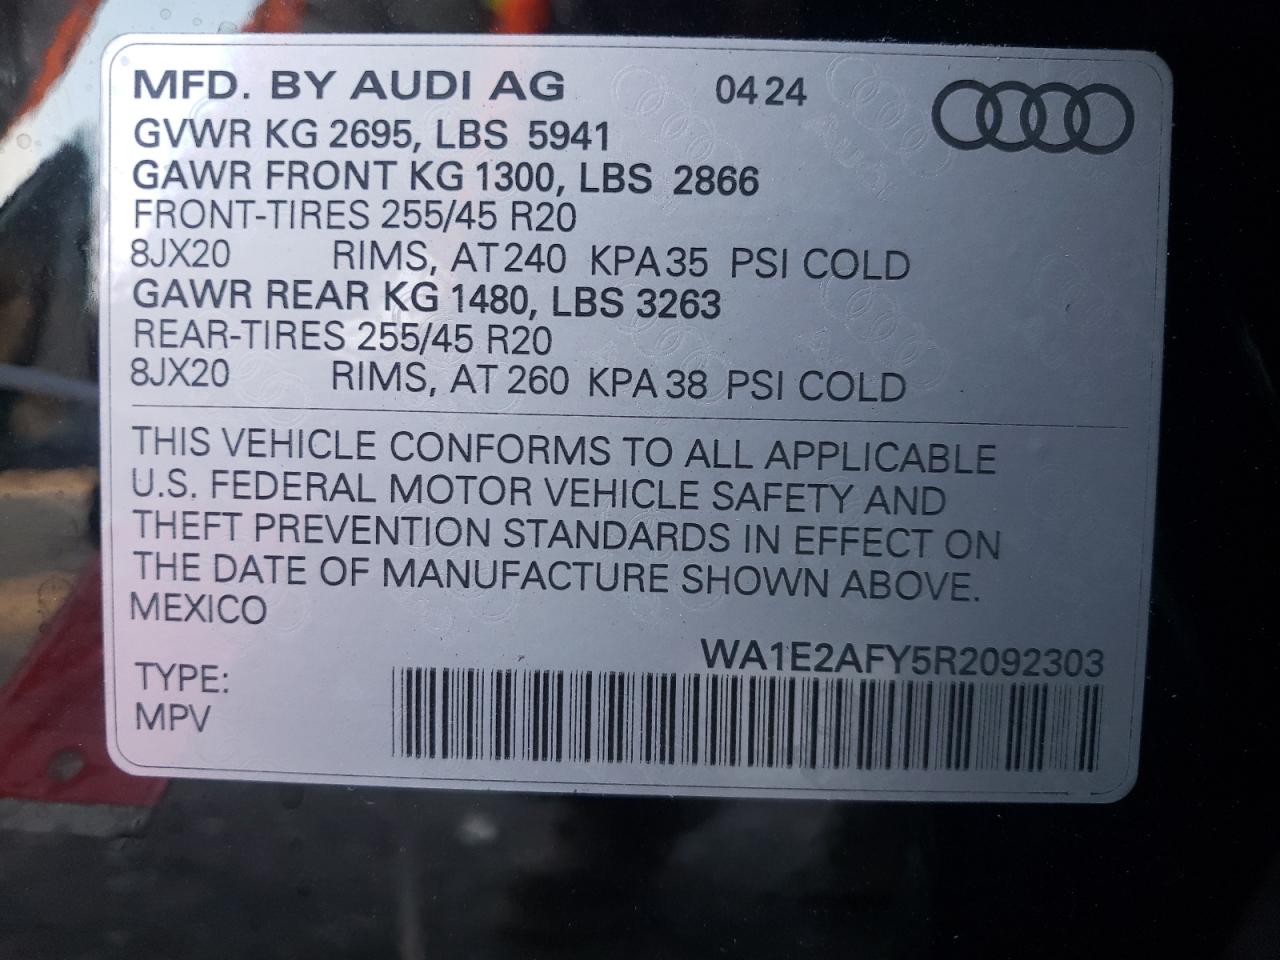 MFD. BY AUDI AG 04 24
GVWR KG 2695, LBS 5941
GAWR FRONT KG 1300, LBS 2866
FRONT-TIRES 255/45 R20
8JX20 RIMS, AT 240 KPA 35 PSI COLD
GAWR REAR KG 1480, LBS 3263
REAR-TIRES 255/45 R20
8JX20 RIMS, AT 260 KPA 38 PSI COLD
THIS VEHICLE CONFORMS TO ALL APPLICABLE
U.S. FEDERAL MOTOR VEHICLE SAFETY AND
THEFT PREVENTION STANDARDS IN EFFECT ON
THE DATE OF MANUFACTURE SHOWN ABOVE.
MEXICO
WA1E2AFY5R2092303
TYPE:
MPV